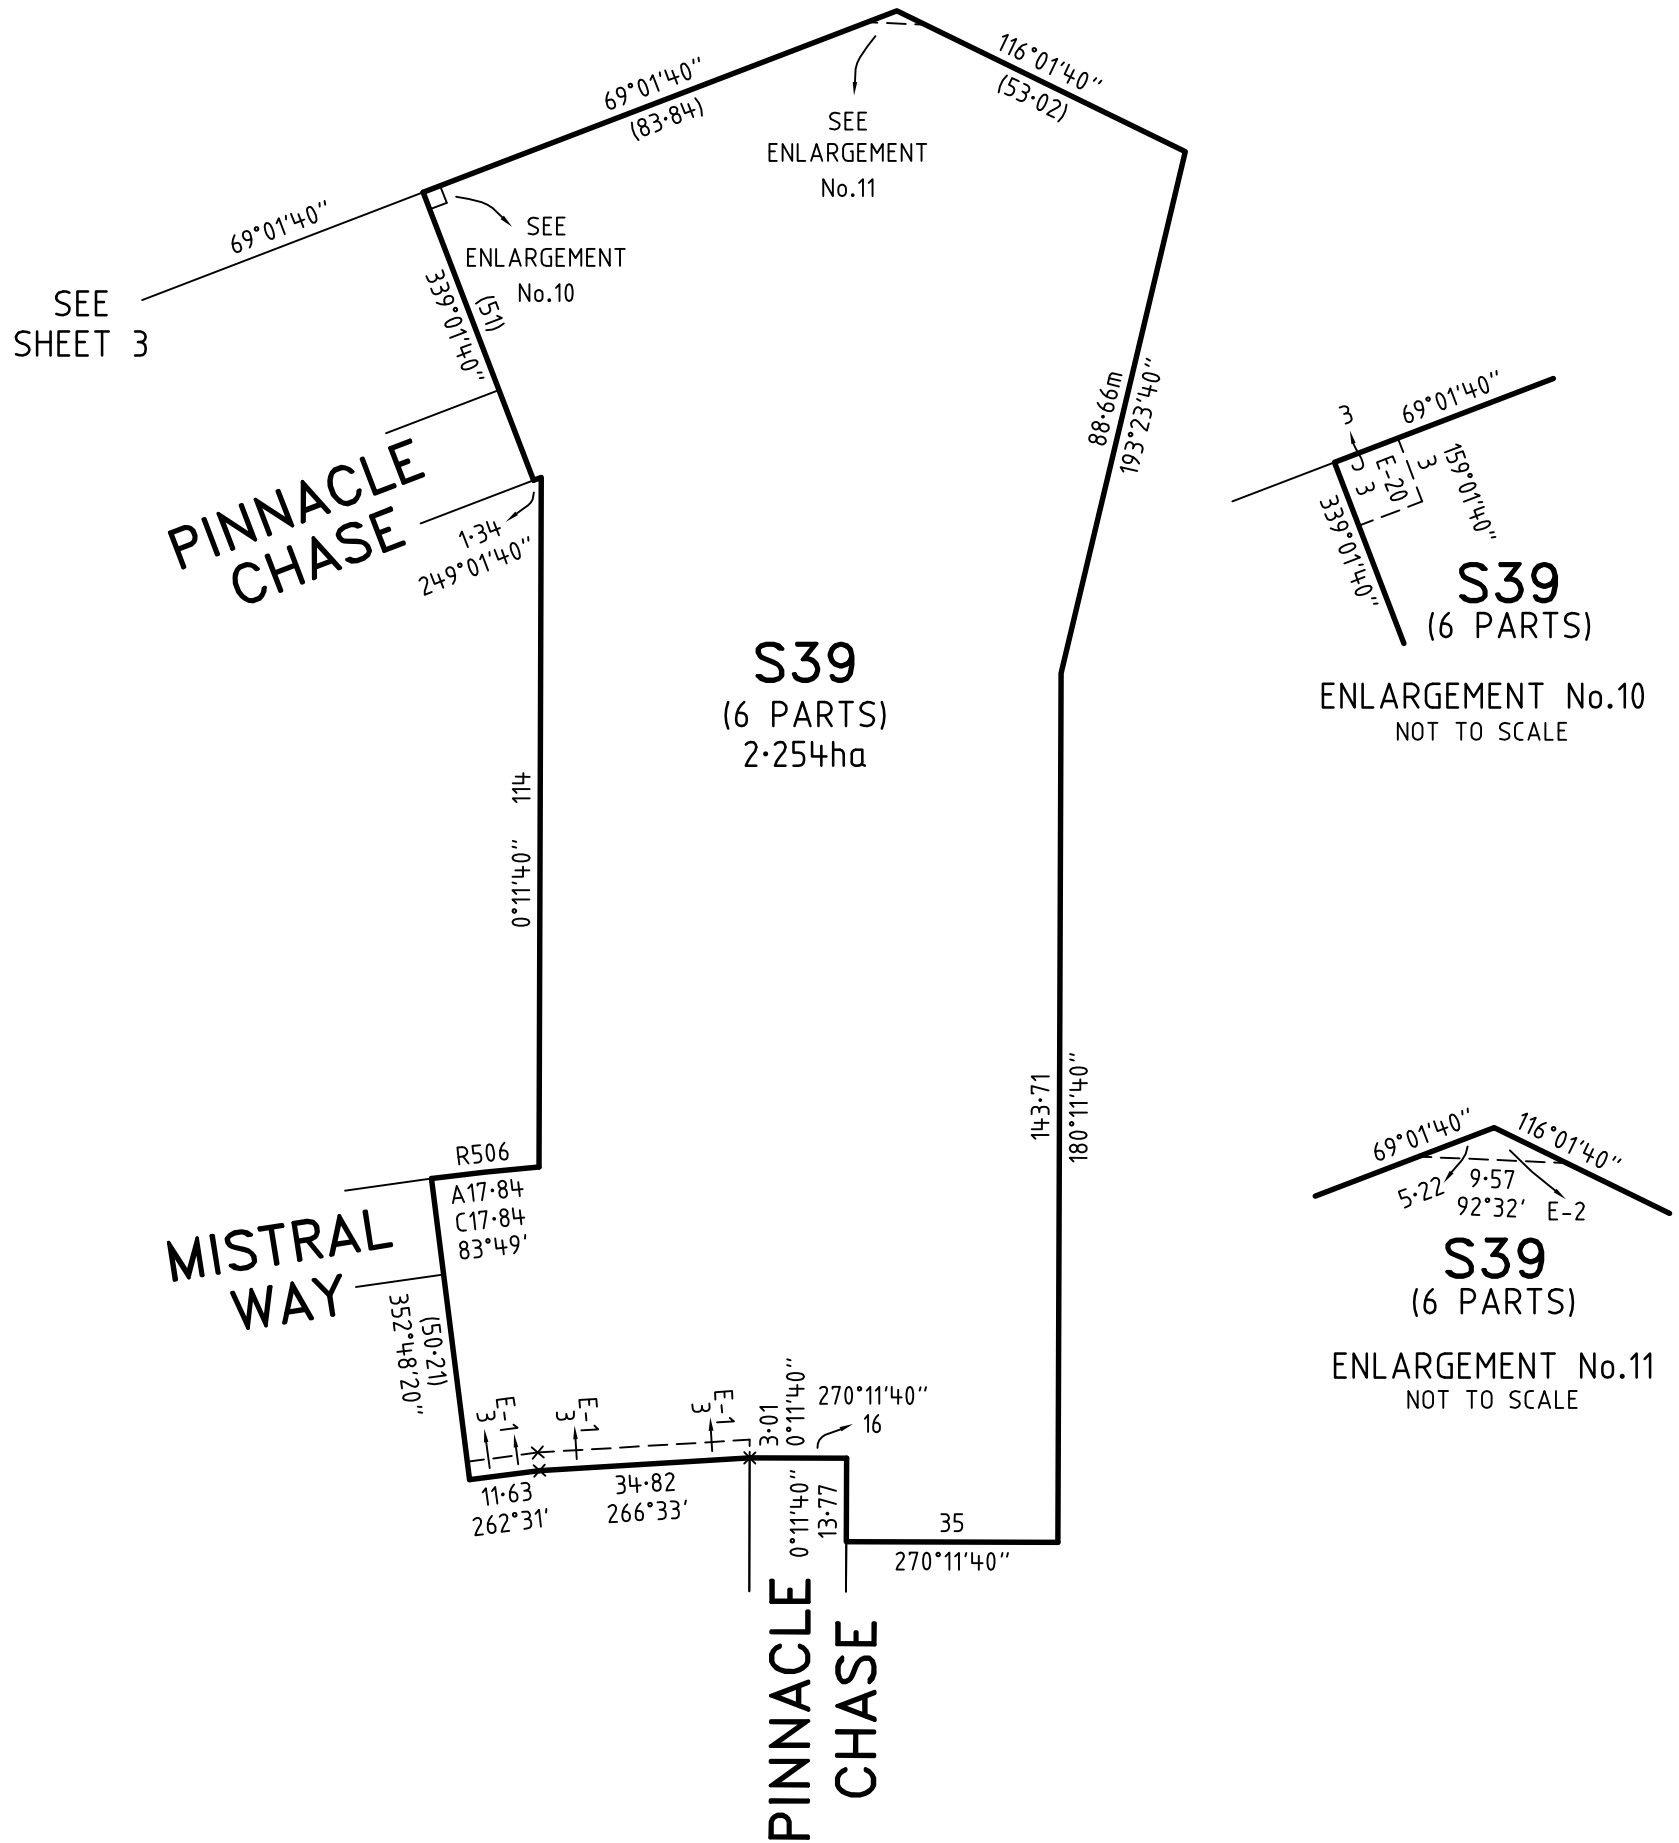 116°01'40"
(53·02)
69°01'40"
(83·84)
SEE
ENLARGEMENT
No.11
69°01'40"
SEE
ENLARGEMENT
No.10
339°01'40"
(51)
SEE
SHEET 3
88·66m
193°23'40"
PINNACLE
CHASE
1·34
249°01'40"
3
69°01'40"
E-20
3
3
159°01'40"
339°01'40"
S39
(6 PARTS)
ENLARGEMENT No.10
NOT TO SCALE
S39
(6 PARTS)
2·254ha
114
0°11'40"
143·71
180°11'40"
R506
A17·84
C17·84
83°49'
MISTRAL
WAY
352°48'20"
(50·21)
69°01'40"
116°01'40"
5·22
9·57
92°32'
E-2
S39
(6 PARTS)
ENLARGEMENT No.11
NOT TO SCALE
E-1
3
E-1
3
E-1
3
3·01
0°11'40"
270°11'40"
16
11·63
262°31'
34·82
266°33'
0°11'40"
13·77
35
270°11'40"
PINNACLE
CHASE